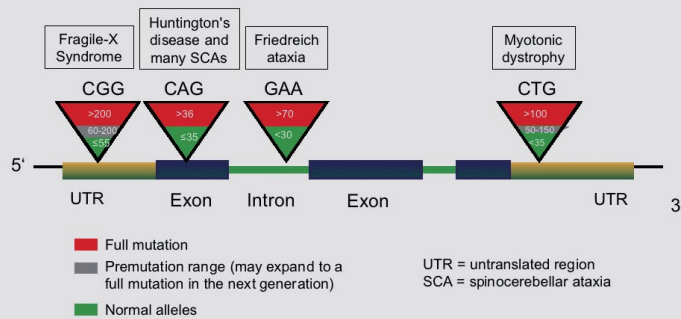 Fragile-X
Syndrome
Huntington's
disease and
many SCAs
Friedreich
ataxia
Myotonic
dystrophy
CGG
CAG
GAA
CTG
>200
60-200
≤55
>36
≤35
>70
<30
>100
50-150
<35
5'
UTR
Exon
Intron
Exon
UTR
3
Full mutation
Premutation range (may expand to a
full mutation in the next generation)
Normal alleles
UTR = untranslated region
SCA = spinocerebellar ataxia